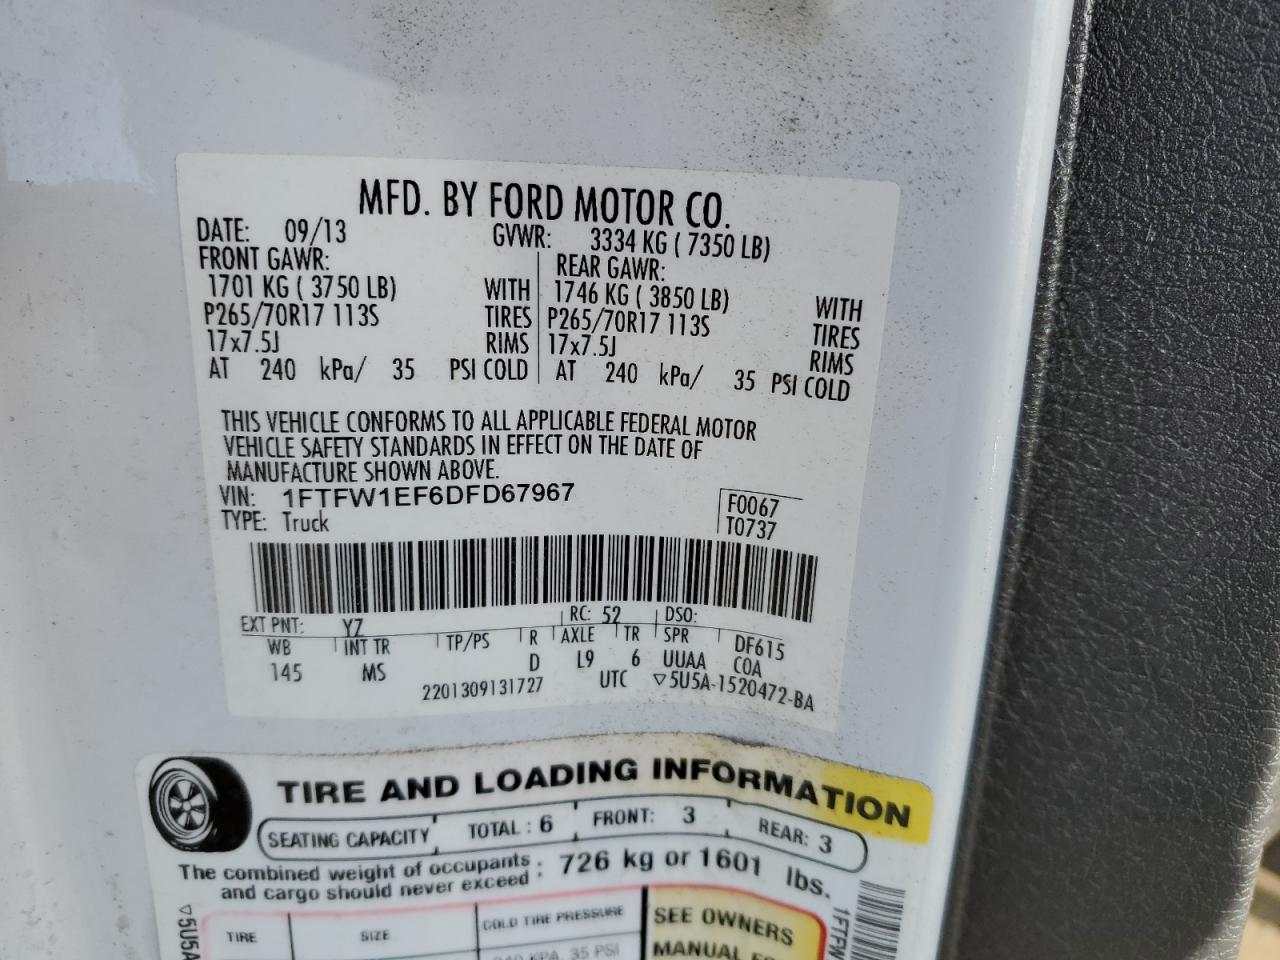 MFD. BY FORD MOTOR CO.
DATE: 09/13 GVWR: 3334 KG ( 7350 LB)
FRONT GAWR: REAR GAWR:
1701 KG ( 3750 LB) WITH 1746 KG ( 3850 LB) WITH
P265/70R17 113S TIRES P265/70R17 113S TIRES
17x7.5J RIMS 17x7.5J RIMS
AT 240 kPa/ 35 PSI COLD AT 240 kPa/ 35 PSI COLD
THIS VEHICLE CONFORMS TO ALL APPLICABLE FEDERAL MOTOR
VEHICLE SAFETY STANDARDS IN EFFECT ON THE DATE OF
MANUFACTURE SHOWN ABOVE.
VIN: 1FTFW1EF6DFD67967 F0067
TYPE: Truck T0737
EXT PNT: YZ RC: 52 DSO:
WB INT TR TP/PS R AXLE TR SPR DF615
145 MS D L9 6 UUAA COA
2201309131727 UTC ▽5U5A-1520472-BA
TIRE AND LOADING INFORMATION
SEATING CAPACITY TOTAL : 6 FRONT: 3 REAR: 3
The combined weight of occupants : 726 kg or 1601 lbs.
and cargo should never exceed :
TIRE SIZE COLD TIRE PRESSURE SEE OWNERS
240 KPA, 35 PSI MANUAL
▽5U5A
1FTFW